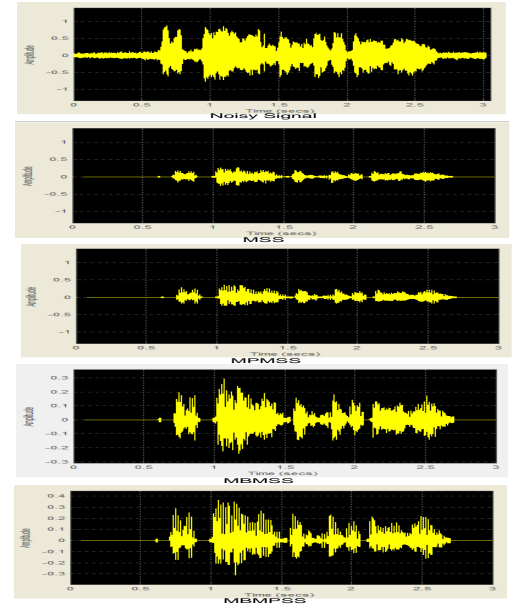 Amplitude
1
0.5
0
-0.5
-1
0 0.5 1 1.5 2 2.5 3
Time (secs)
Noisy Signal
Amplitude
1
0.5
0
-0.5
-1
0 0.5 1 1.5 2 2.5 3
Time (secs)
MSS
Amplitude
1
0.5
0
-0.5
-1
0 0.5 1 1.5 2 2.5 3
Time (secs)
MPMSS
Amplitude
0.3
0.2
0.1
0
-0.1
-0.2
-0.3
0 0.5 1 1.5 2 2.5 3
Time (secs)
MBMSS
Amplitude
0.4
0.3
0.2
0.1
0
-0.1
-0.2
-0.3
0 0.5 1 1.5 2 2.5 3
Time (secs)
MBMPSS